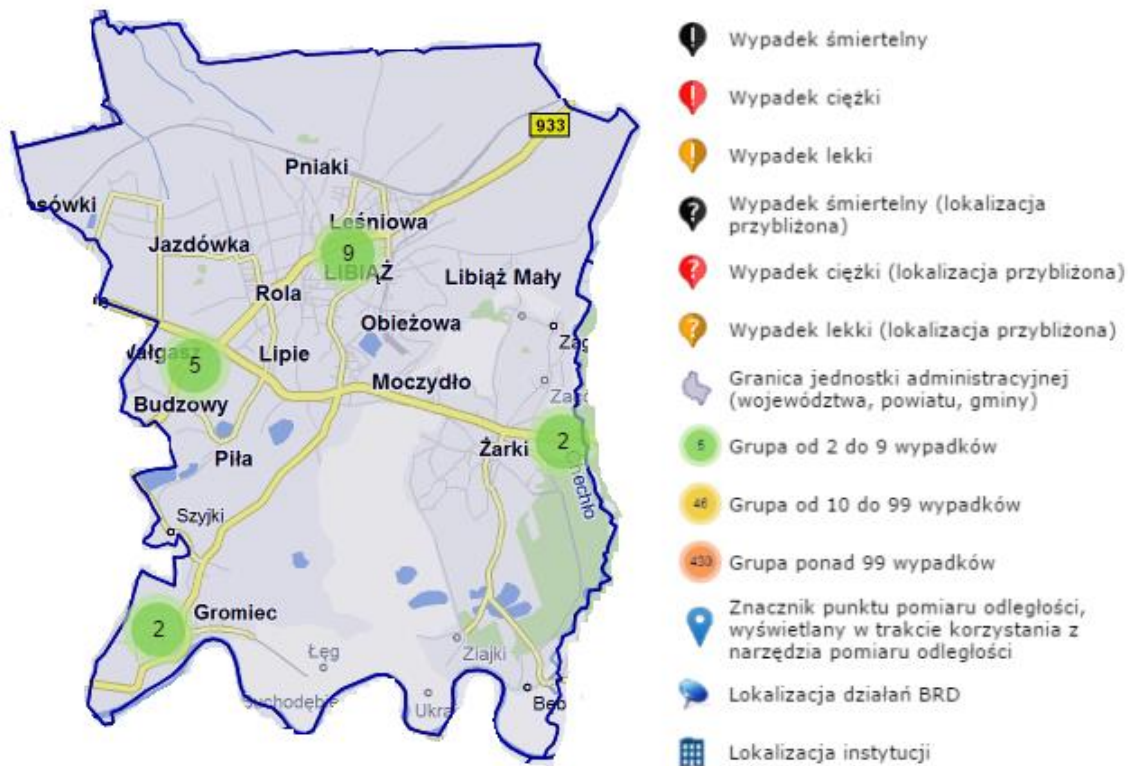 933
Pniaki
osówki
Leśniowa
Jazdówka
9
LIBIĄŻ
Libiąż Mały
Rola
Obieżowa
Lipie
5
Moczydło
Budzowy
2
Żarki
Piła
Szyjki
Gromiec
2
Łęg
Ziajki
Wypadek śmiertelny
Wypadek ciężki
Wypadek lekki
Wypadek śmiertelny (lokalizacja
przybliżona)
Wypadek ciężki (lokalizacja przybliżona)
Wypadek lekki (lokalizacja przybliżona)
Granica jednostki administracyjnej
(województwa, powiatu, gminy)
5 Grupa od 2 do 9 wypadków
46 Grupa od 10 do 99 wypadków
430 Grupa ponad 99 wypadków
Znacznik punktu pomiaru odległości,
wyświetlany w trakcie korzystania z
narzędzia pomiaru odległości
Lokalizacja działań BRD
Lokalizacja instytucji